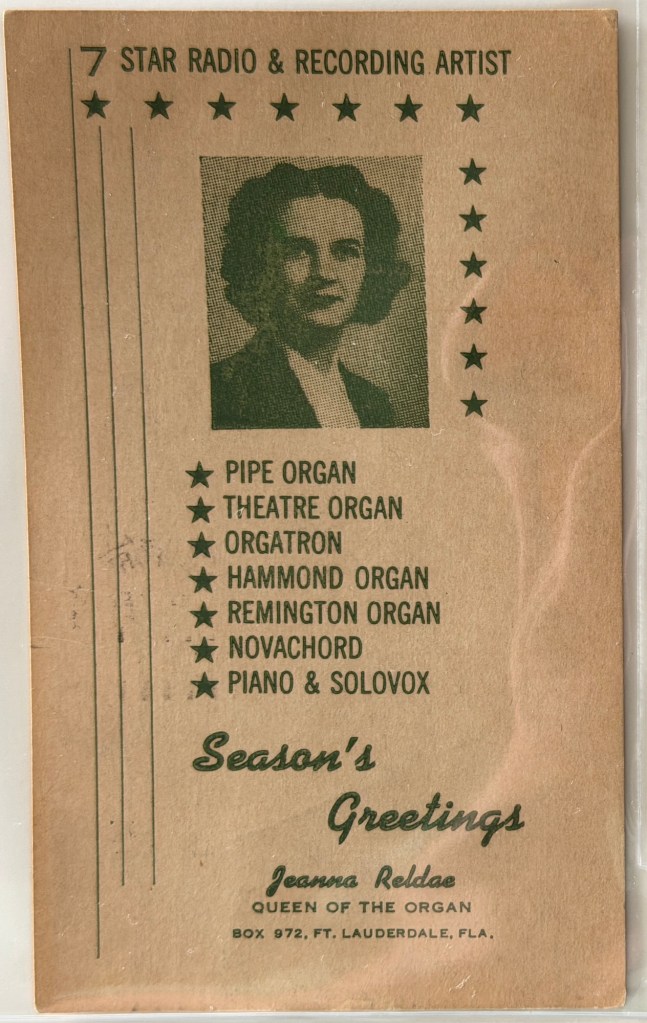 7 STAR RADIO & RECORDING ARTIST
PIPE ORGAN
THEATRE ORGAN
ORGATRON
HAMMOND ORGAN
REMINGTON ORGAN
NOVACHORD
PIANO & SOLOVOX
Season's
Greetings
Jeanna Reldae
QUEEN OF THE ORGAN
BOX 972, FT. LAUDERDALE, FLA.